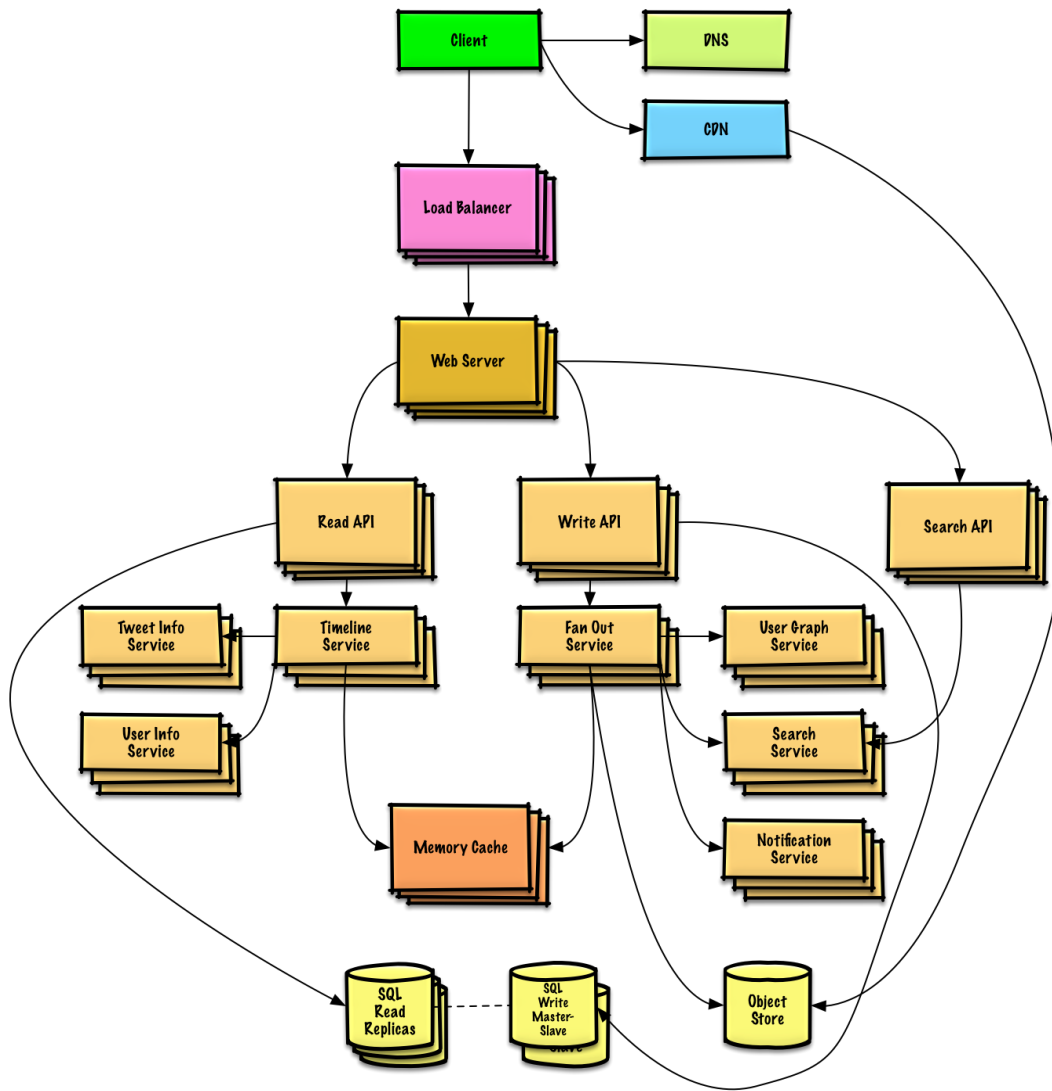 Client
DNS
CDN
Load Balancer
Web Server
Read API
Write API
Search API
Tweet Info
Service
Timeline
Service
Fan Out
Service
User Graph
Service
User Info
Service
Search
Service
Memory Cache
Notification
Service
SQL
Read
Replicas
SQL
Write
Master-
Slave
Slave
Object
Store